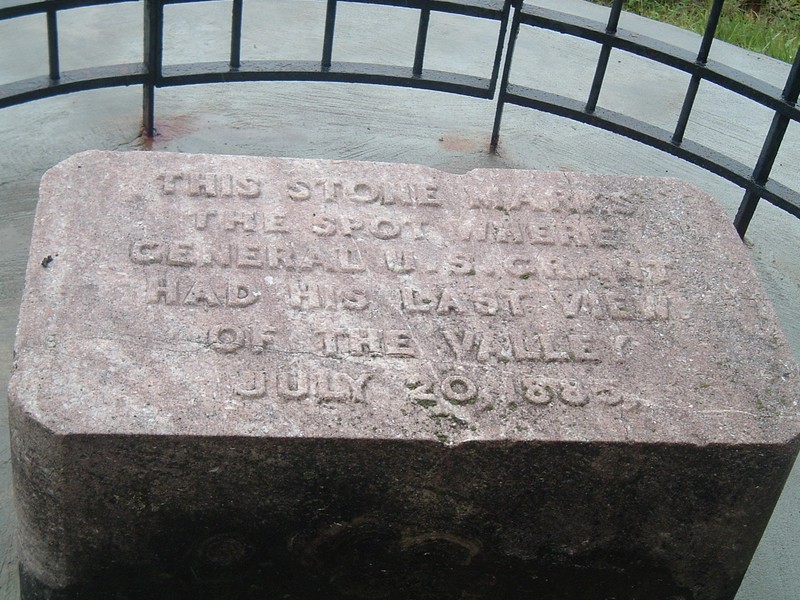 THIS STONE MARKS
THE SPOT WHERE
GENERAL U.S. GRANT
HAD HIS LAST VIEW
OF THE VALLEY
JULY 20, 1885.